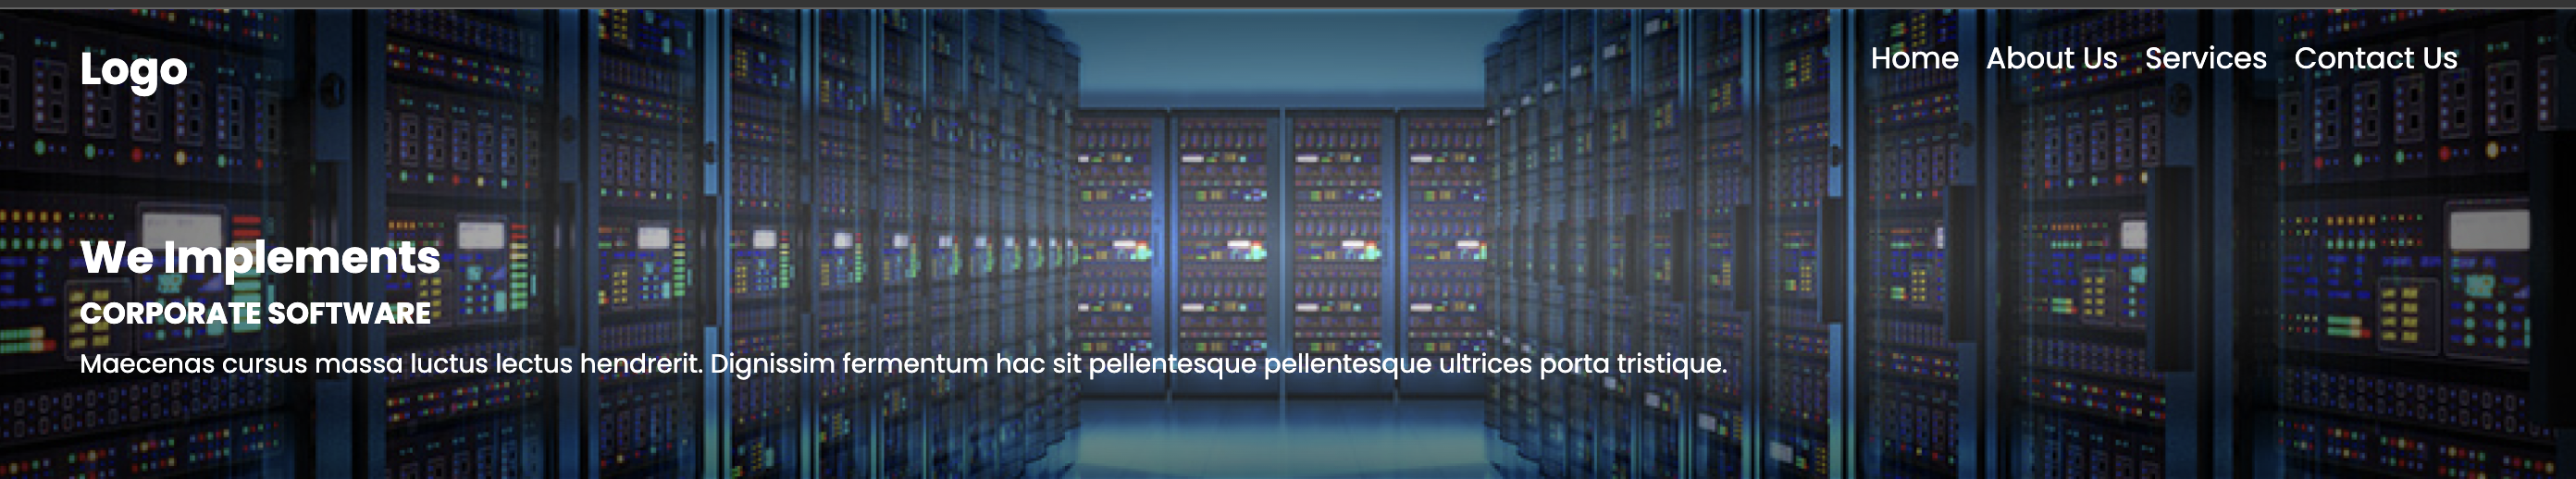 Logo
Home About Us Services Contact Us
We Implements
CORPORATE SOFTWARE
Maecenas cursus massa luctus lectus hendrerit. Dignissim fermentum hac sit pellentesque pellentesque ultrices porta tristique.